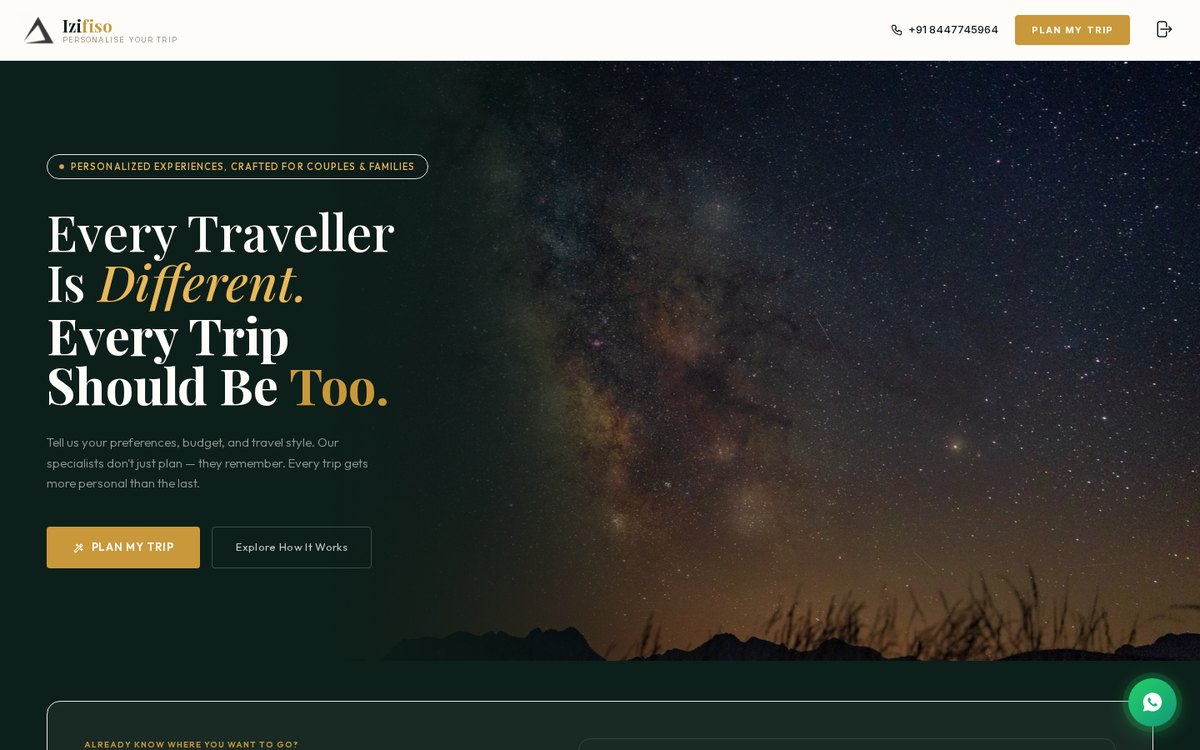 Izifiso
PERSONALISE YOUR TRIP
+91 8447745964
PLAN MY TRIP
PERSONALIZED EXPERIENCES, CRAFTED FOR COUPLES & FAMILIES
Every Traveller
Is Different.
Every Trip
Should Be Too.
Tell us your preferences, budget, and travel style. Our
specialists don't just plan — they remember. Every trip gets
more personal than the last.
PLAN MY TRIP
Explore How It Works
ALREADY KNOW WHERE YOU WANT TO GO?